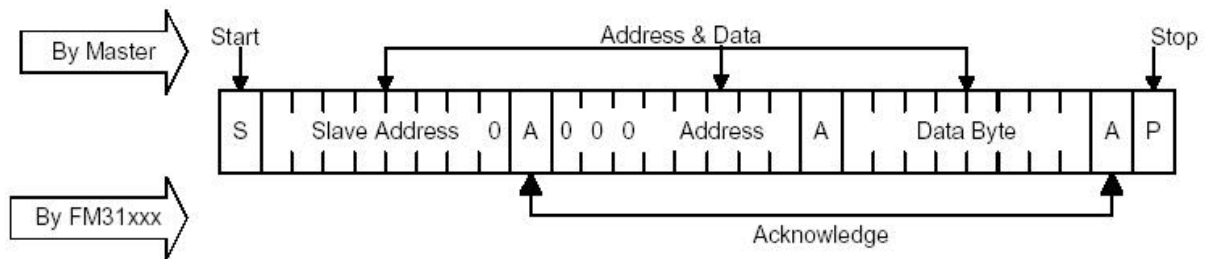 By Master
Start
Address & Data
Stop
S Slave Address 0 A 0 0 0 Address A Data Byte A P
By FM31xxx
Acknowledge